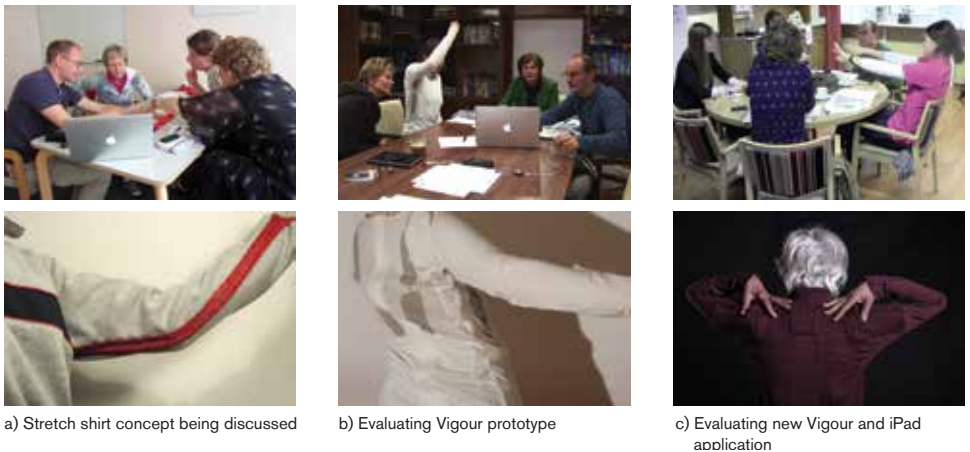 a) Stretch shirt concept being discussed
b) Evaluating Vigour prototype
c) Evaluating new Vigour and iPad
application